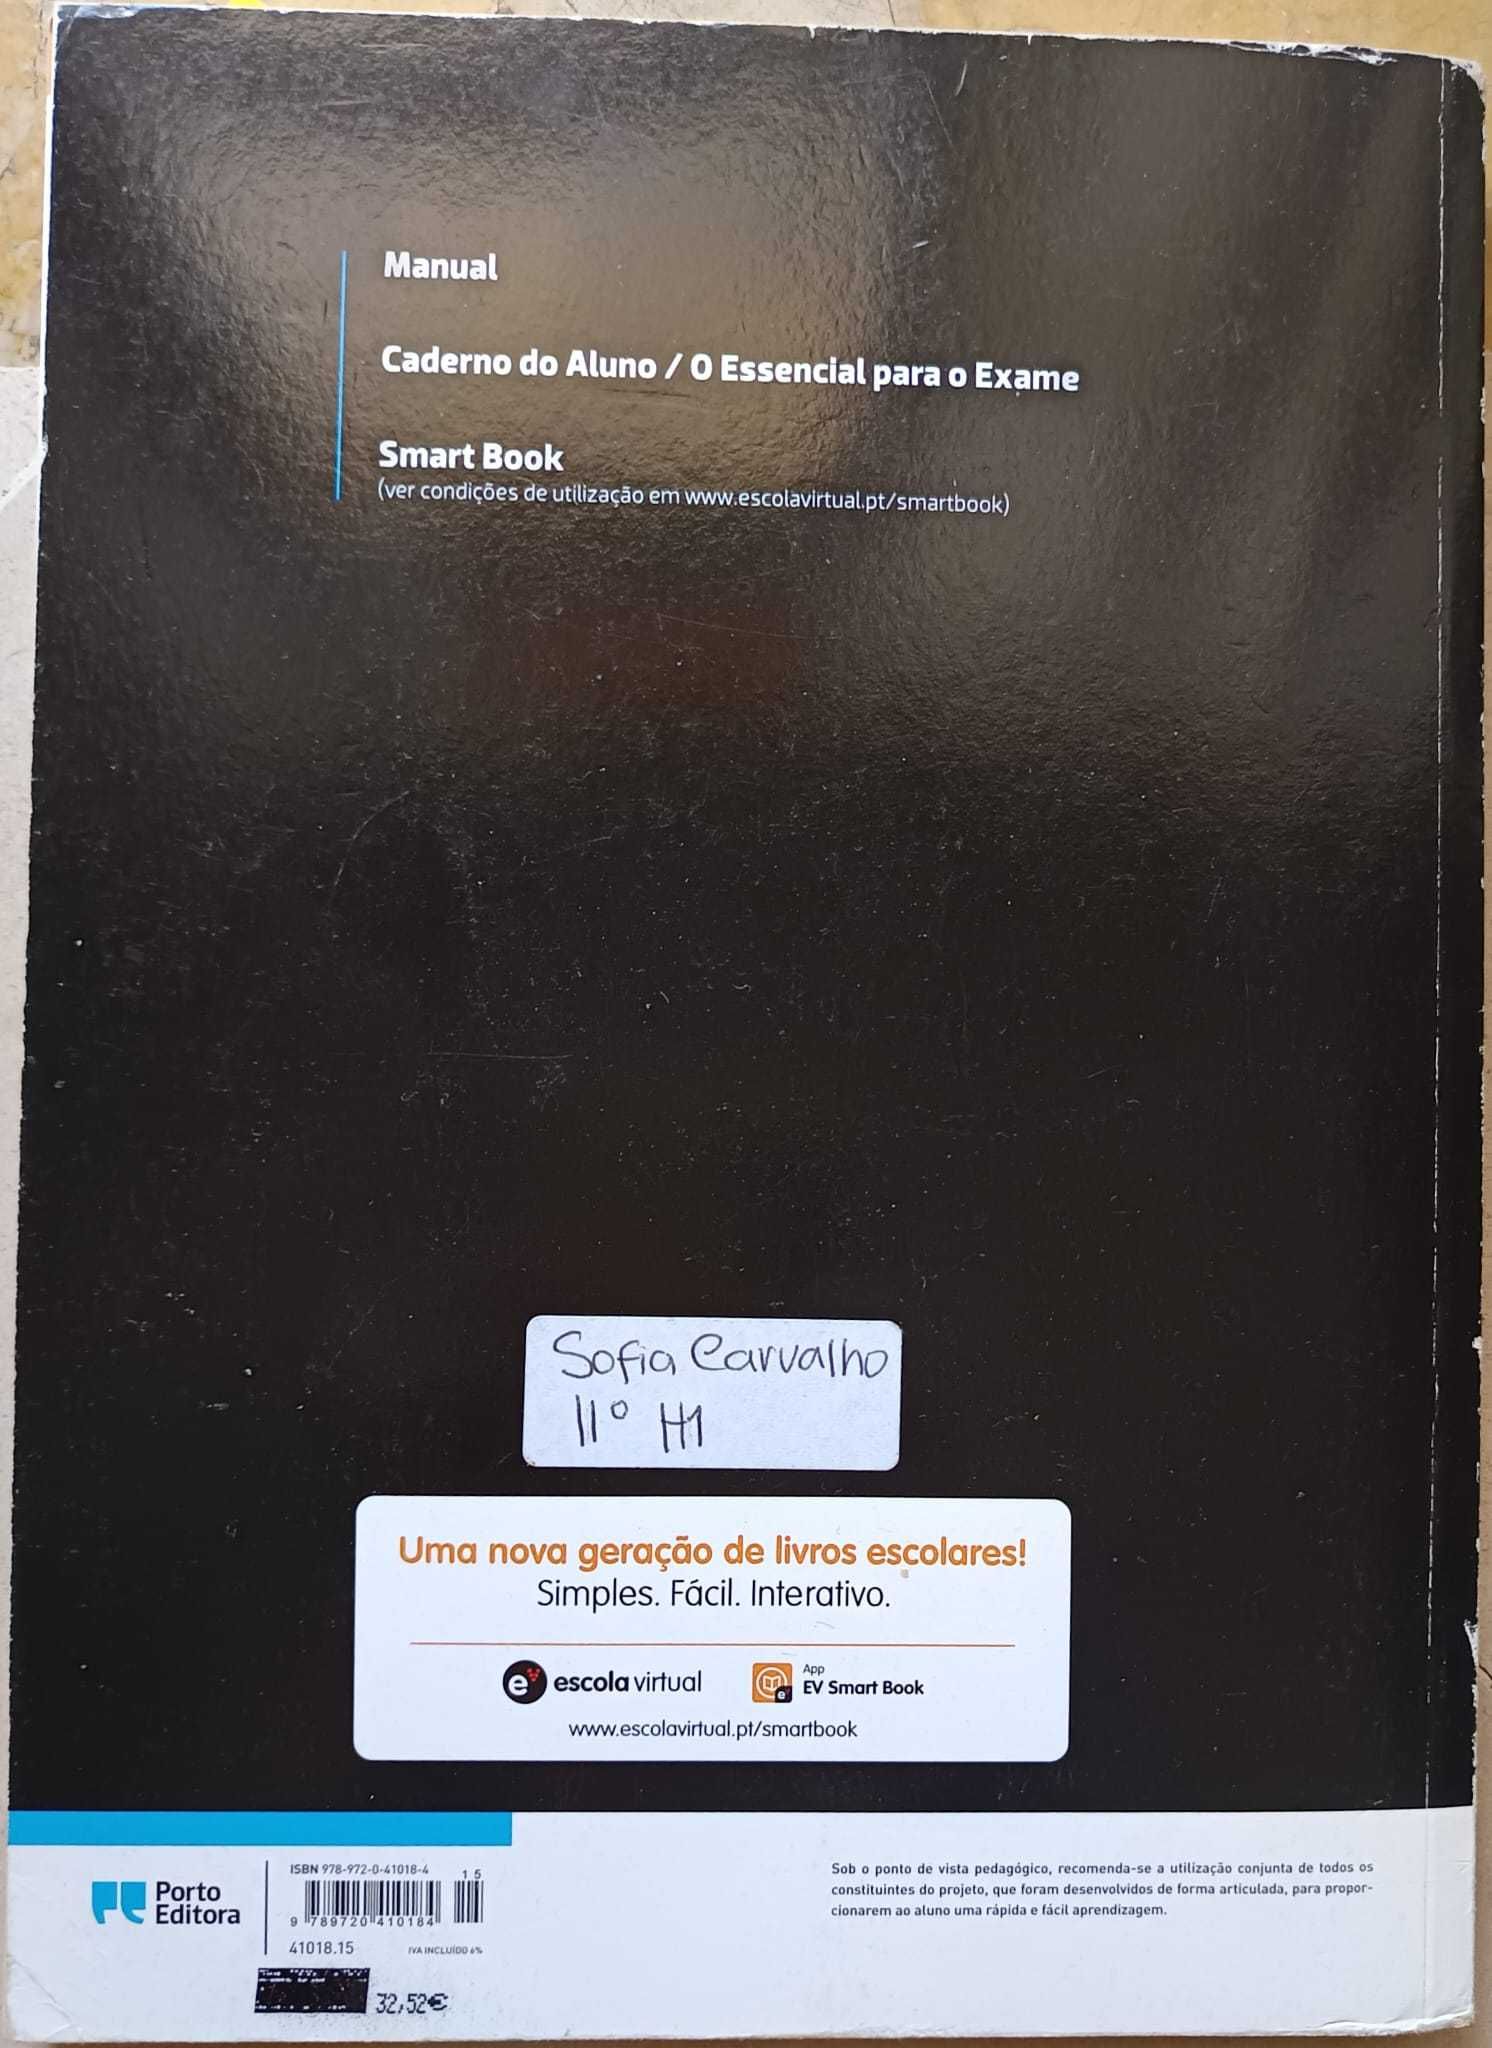 Manual
Caderno do Aluno / O Essencial para o Exame
Smart Book
(ver condições de utilização em www.escolavirtual.pt/smartbook)
Sofia Carvalho
11º H1
Uma nova geração de livros escolares!
Simples. Fácil. Interativo.
e escolavirtual
App
EV Smart Book
www.escolavirtual.pt/smartbook
Porto
Editora
ISBN 978-972-0-41018-4
15
9 789720 410184
41018.15
IVA INCLUÍDO 6%
32,52€
Sob o ponto de vista pedagógico, recomenda-se a utilização conjunta de todos os
constituintes do projeto, que foram desenvolvidos de forma articulada, para propor-
cionarem ao aluno uma rápida e fácil aprendizagem.